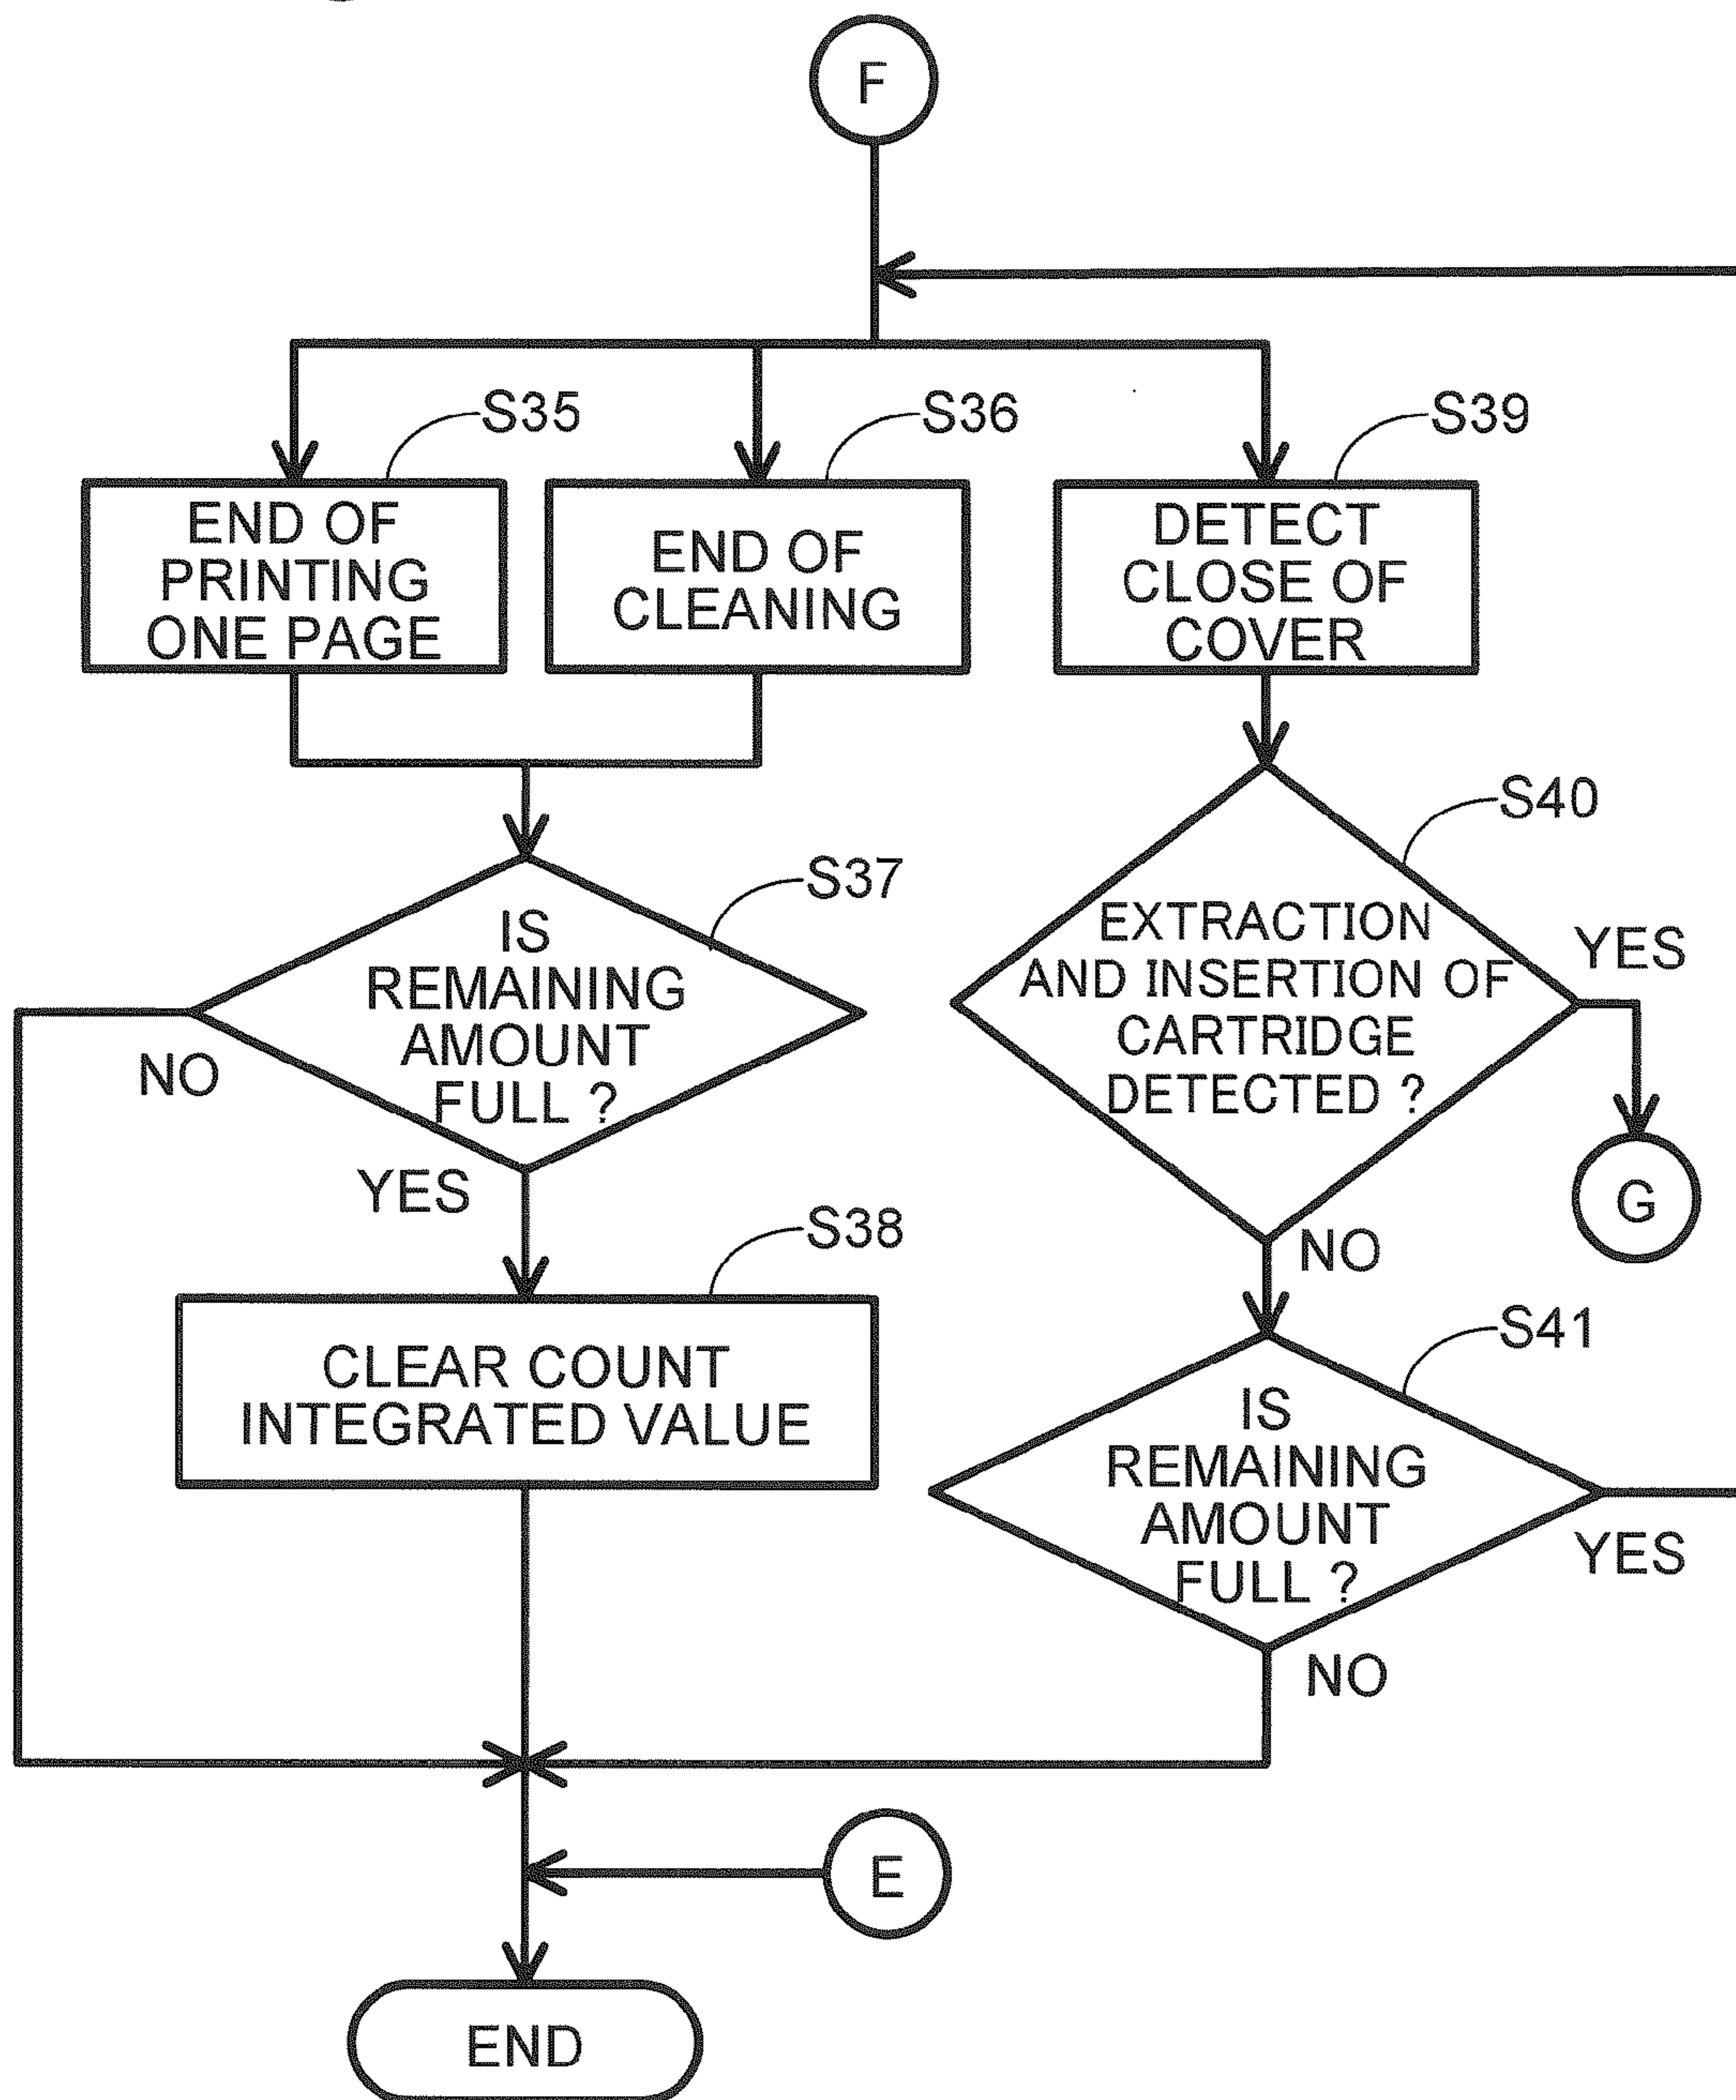 F
S35
S36
S39
END OF
PRINTING
ONE PAGE
END OF
CLEANING
DETECT
CLOSE OF
COVER
S37
IS
REMAINING
AMOUNT
FULL ?
NO
YES
S38
CLEAR COUNT
INTEGRATED VALUE
S40
EXTRACTION
AND INSERTION OF
CARTRIDGE
DETECTED ?
YES
G
NO
S41
IS
REMAINING
AMOUNT
FULL ?
YES
NO
E
END